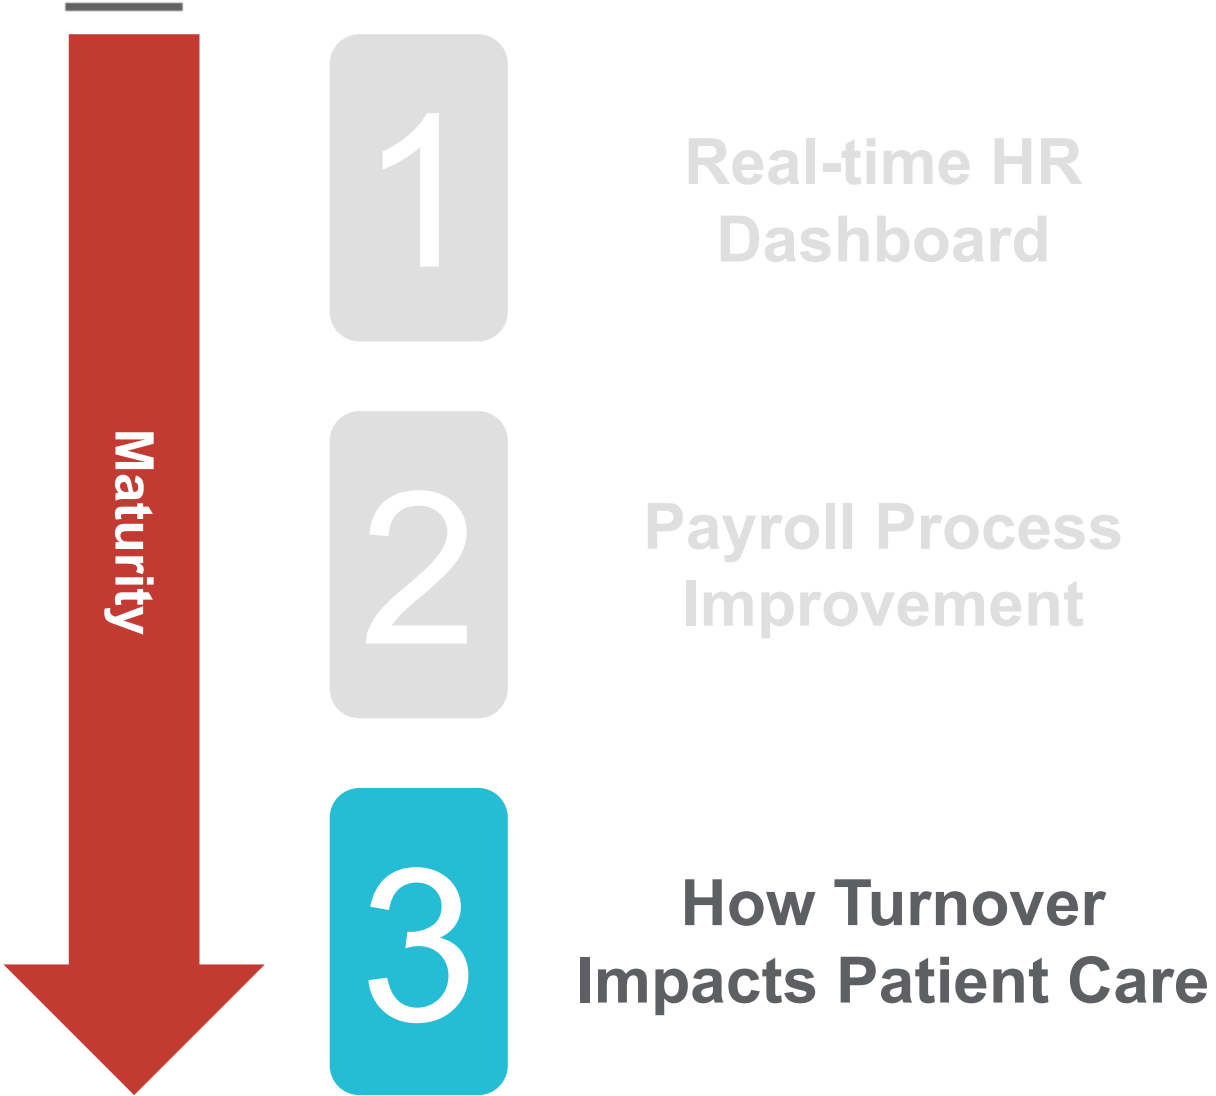 Maturity
1
Real-time HR
Dashboard
2
Payroll Process
Improvement
3
How Turnover
Impacts Patient Care